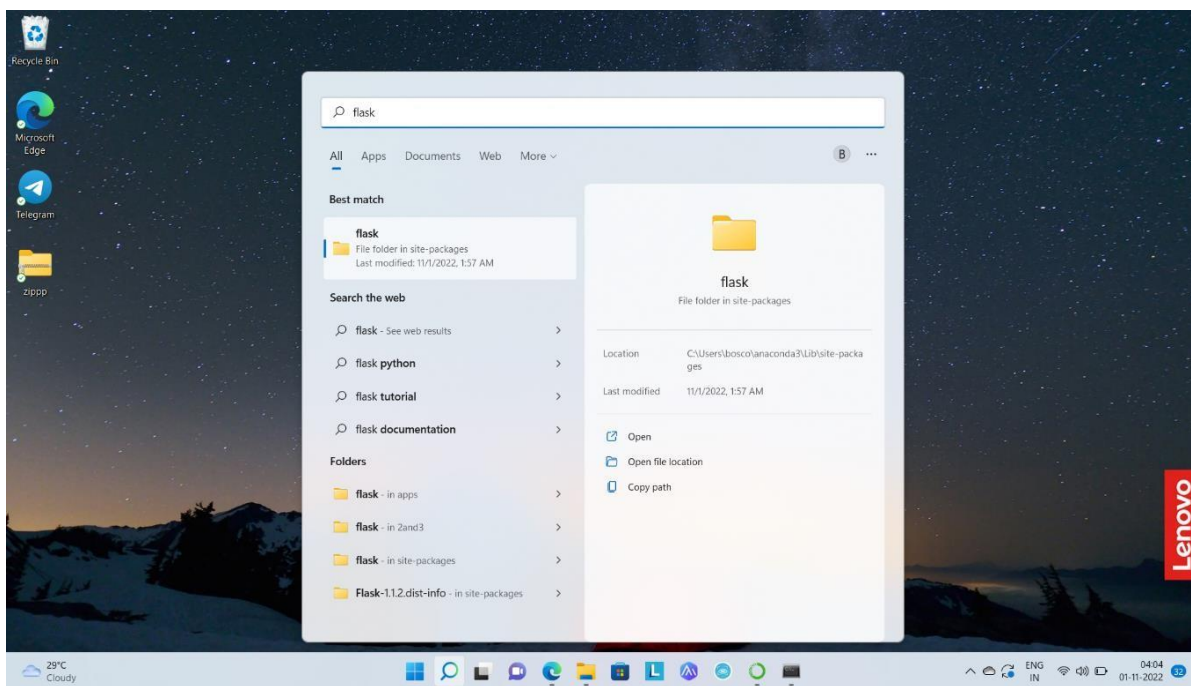 Recycle Bin
Microsoft
Edge
Telegram
zippp
flask
All Apps Documents Web More
B ...
Best match
flask
File folder in site-packages
Last modified: 11/1/2022, 1:57 AM
Search the web
flask - See web results
flask python
flask tutorial
flask documentation
Folders
flask - in apps
flask - in 2and3
flask - in site-packages
Flask-1.1.2.dist-info - in site-packages
flask
File folder in site-packages
Location C:\Users\bosco\anaconda3\Lib\site-packa
ges
Last modified 11/1/2022, 1:57 AM
Open
Open file location
Copy path
Lenovo
29°C
Cloudy
L
ENG
IN
04:04
01-11-2022
32